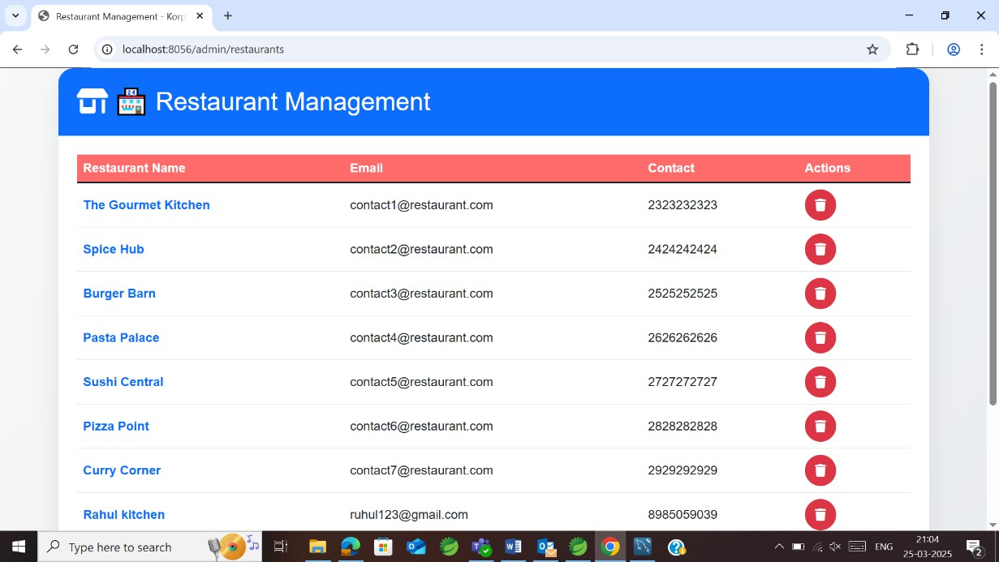 Restaurant Management - Korp
localhost:8056/admin/restaurants
24
Restaurant Management
Restaurant Name Email Contact Actions
The Gourmet Kitchen contact1@restaurant.com 2323232323
Spice Hub contact2@restaurant.com 2424242424
Burger Barn contact3@restaurant.com 2525252525
Pasta Palace contact4@restaurant.com 2626262626
Sushi Central contact5@restaurant.com 2727272727
Pizza Point contact6@restaurant.com 2828282828
Curry Corner contact7@restaurant.com 2929292929
Rahul kitchen ruhul123@gmail.com 8985059039
Type here to search
ENG
21:04
25-03-2025
2